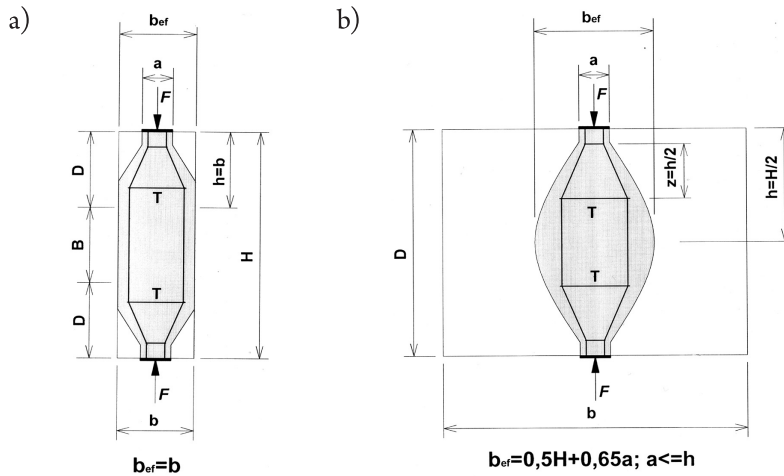 a)
bef
a
F
D
h=b
T
B
H
T
D
F
b
bef=b
b)
bef
a
F
z=h/2
h=H/2
T
D
T
F
b
bef=0,5H+0,65a; a<=h